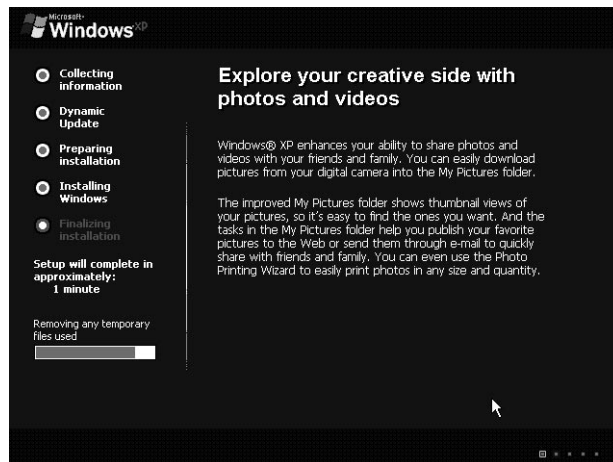 Microsoft®
Windows xp
Collecting
information
Dynamic
Update
Preparing
installation
Installing
Windows
Finalizing
installation
Setup will complete in
approximately:
1 minute
Removing any temporary
files used
Explore your creative side with
photos and videos
Windows® XP enhances your ability to share photos and
videos with your friends and family. You can easily download
pictures from your digital camera into the My Pictures folder.
The improved My Pictures folder shows thumbnail views of
your pictures, so it's easy to find the ones you want. And the
tasks in the My Pictures folder help you publish your favorite
pictures to the Web or send them through e-mail to quickly
share with friends and family. You can even use the Photo
Printing Wizard to easily print photos in any size and quantity.